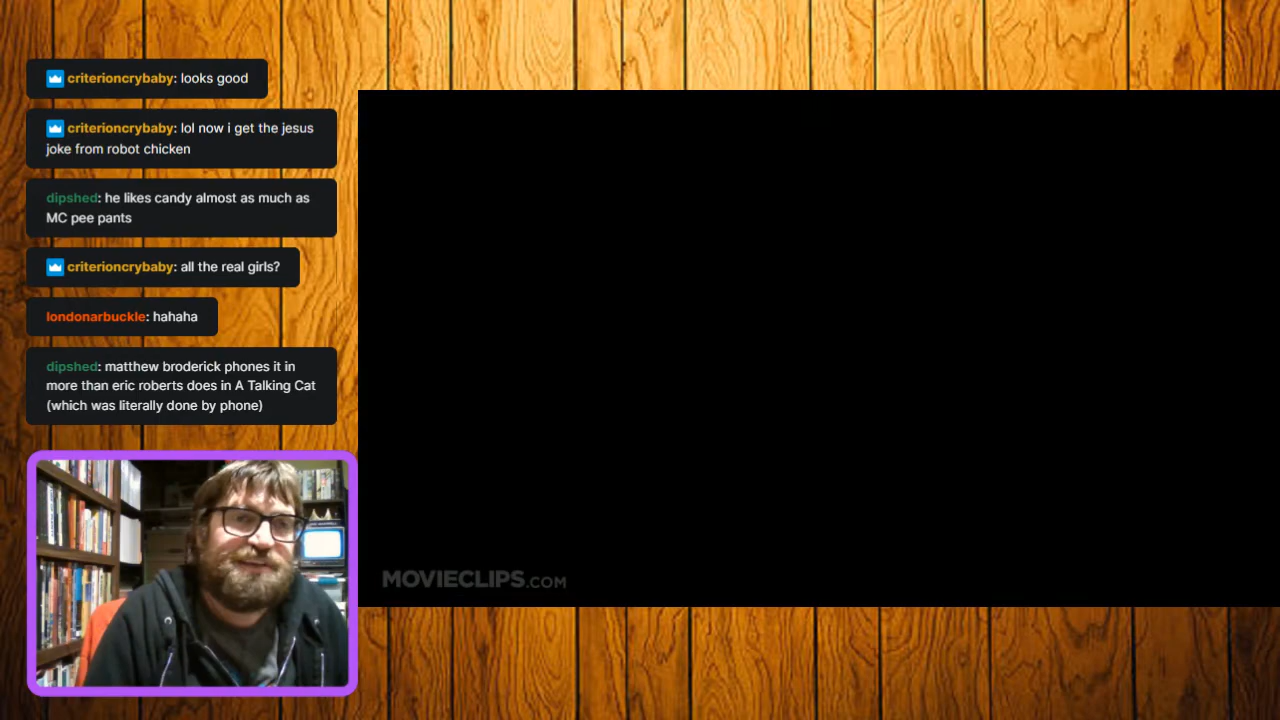 criterioncrybaby: looks good
criterioncrybaby: lol now i get the jesus
joke from robot chicken
dipshed: he likes candy almost as much as
MC pee pants
criterioncrybaby: all the real girls?
londonarbuckle: hahaha
dipshed: matthew broderick phones it in
more than eric roberts does in A Talking Cat
(which was literally done by phone)
MOVIECLIPS.COM